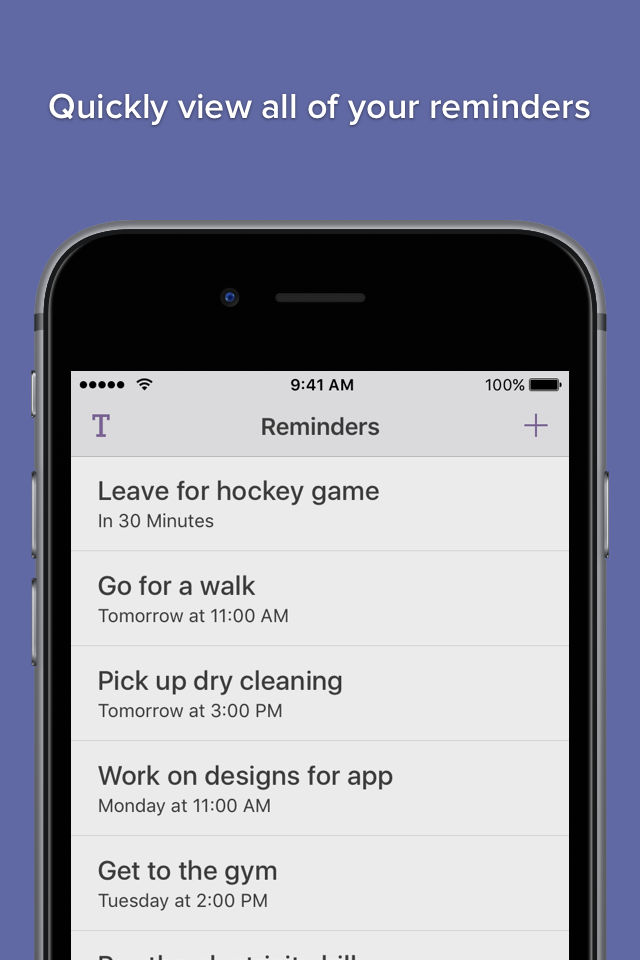 Quickly view all of your reminders
9:41 AM
100%
T
Reminders
Leave for hockey game
In 30 Minutes
Go for a walk
Tomorrow at 11:00 AM
Pick up dry cleaning
Tomorrow at 3:00 PM
Work on designs for app
Monday at 11:00 AM
Get to the gym
Tuesday at 2:00 PM